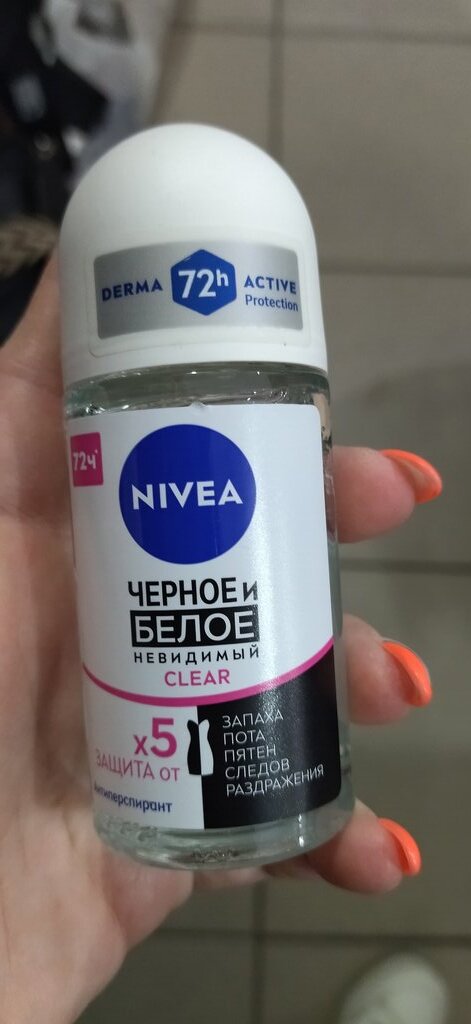 DERMA 72h ACTIVE
Protection
72ч*
NIVEA
ЧЕРНОЕ и
БЕЛОЕ
НЕВИДИМЫЙ
CLEAR
x5
ЗАЩИТА ОТ
ЗАПАХА
ПОТА
ПЯТЕН
СЛЕДОВ
РАЗДРАЖЕНИЯ
Антиперспирант